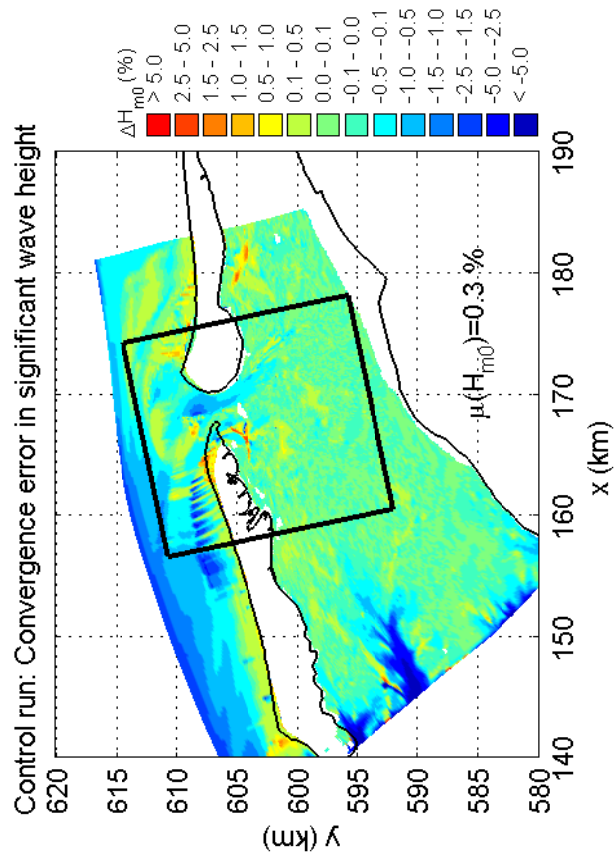 Control run: Convergence error in significant wave height
ΔHm0 (%)
> 5.0
2.5 - 5.0
1.5 - 2.5
1.0 - 1.5
0.5 - 1.0
0.1 - 0.5
0.0 - 0.1
-0.1 - 0.0
-0.5 - -0.1
-1.0 - -0.5
-1.5 - -1.0
-2.5 - -1.5
-5.0 - -2.5
< -5.0
620
615
610
605
600
595
590
585
580
y (km)
μ(Hm0)=0.3 %
140
150
160
170
180
190
x (km)